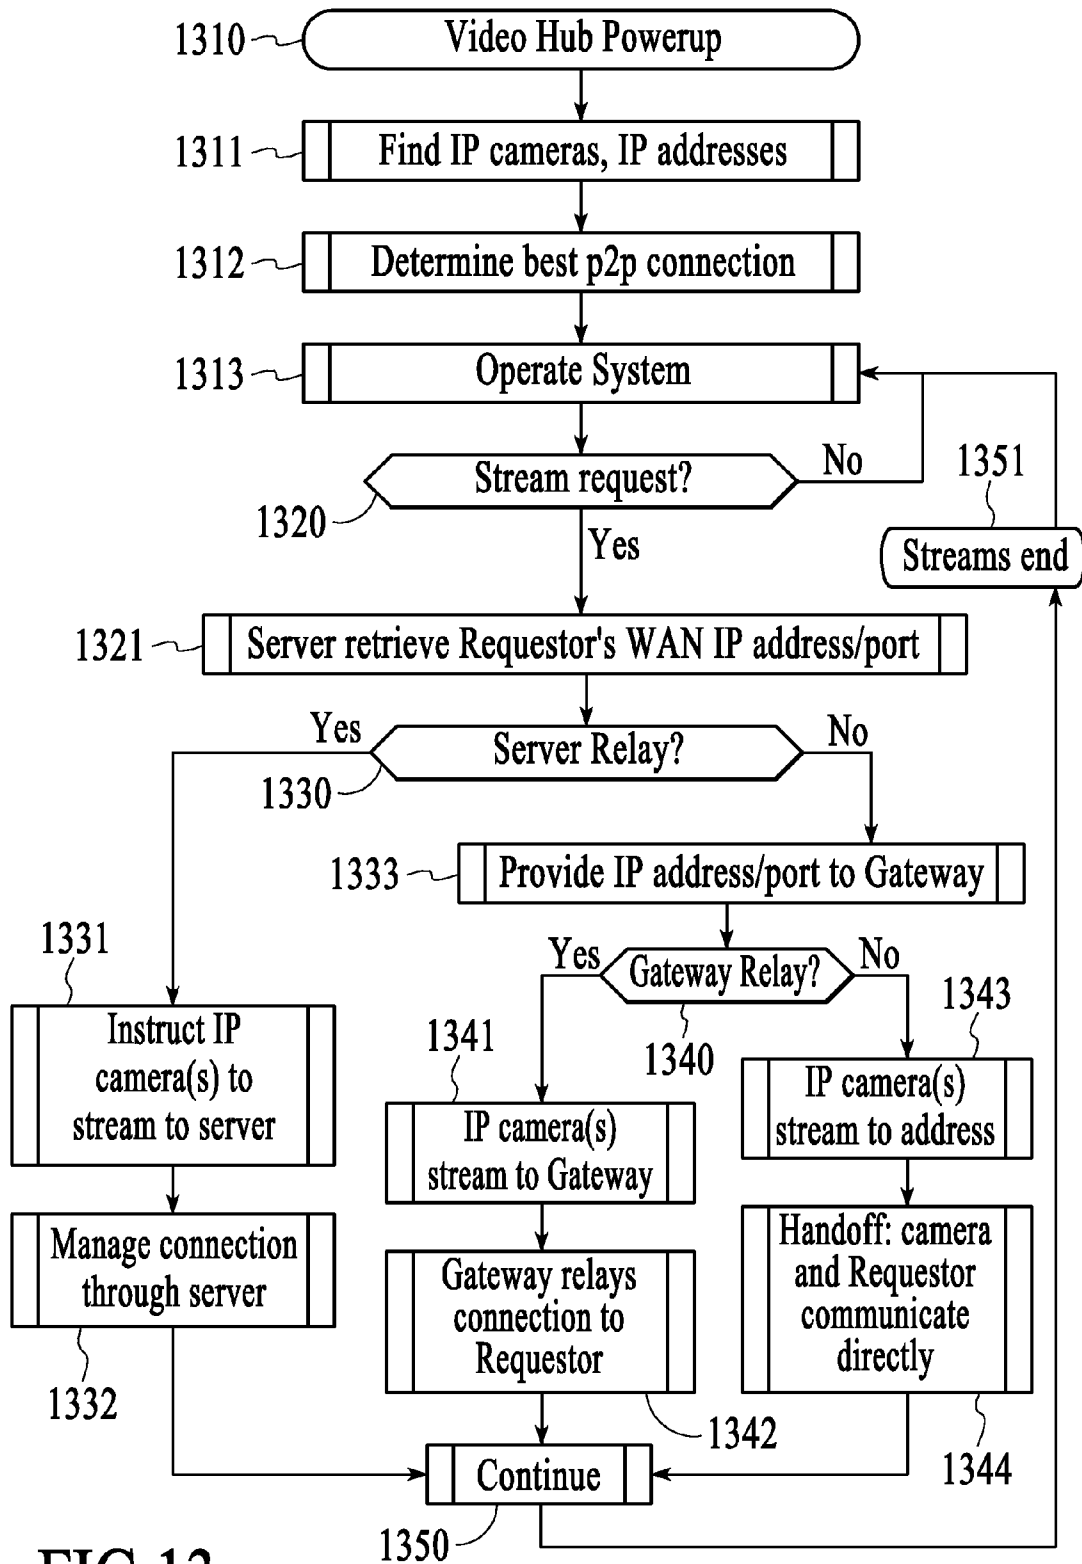 1310
Video Hub Powerup
1311
Find IP cameras, IP addresses
1312
Determine best p2p connection
1313
Operate System
1320
Stream request?
No
Yes
1351
Streams end
1321
Server retrieve Requestor's WAN IP address/port
Yes
Server Relay?
No
1330
1333
Provide IP address/port to Gateway
Yes
Gateway Relay?
No
1340
1331
Instruct IP
camera(s) to
stream to server
1341
IP camera(s)
stream to Gateway
1343
IP camera(s)
stream to address
Manage connection
through server
1332
Gateway relays
connection to
Requestor
1342
Handoff: camera
and Requestor
communicate
directly
1344
Continue
1350
FIG.13